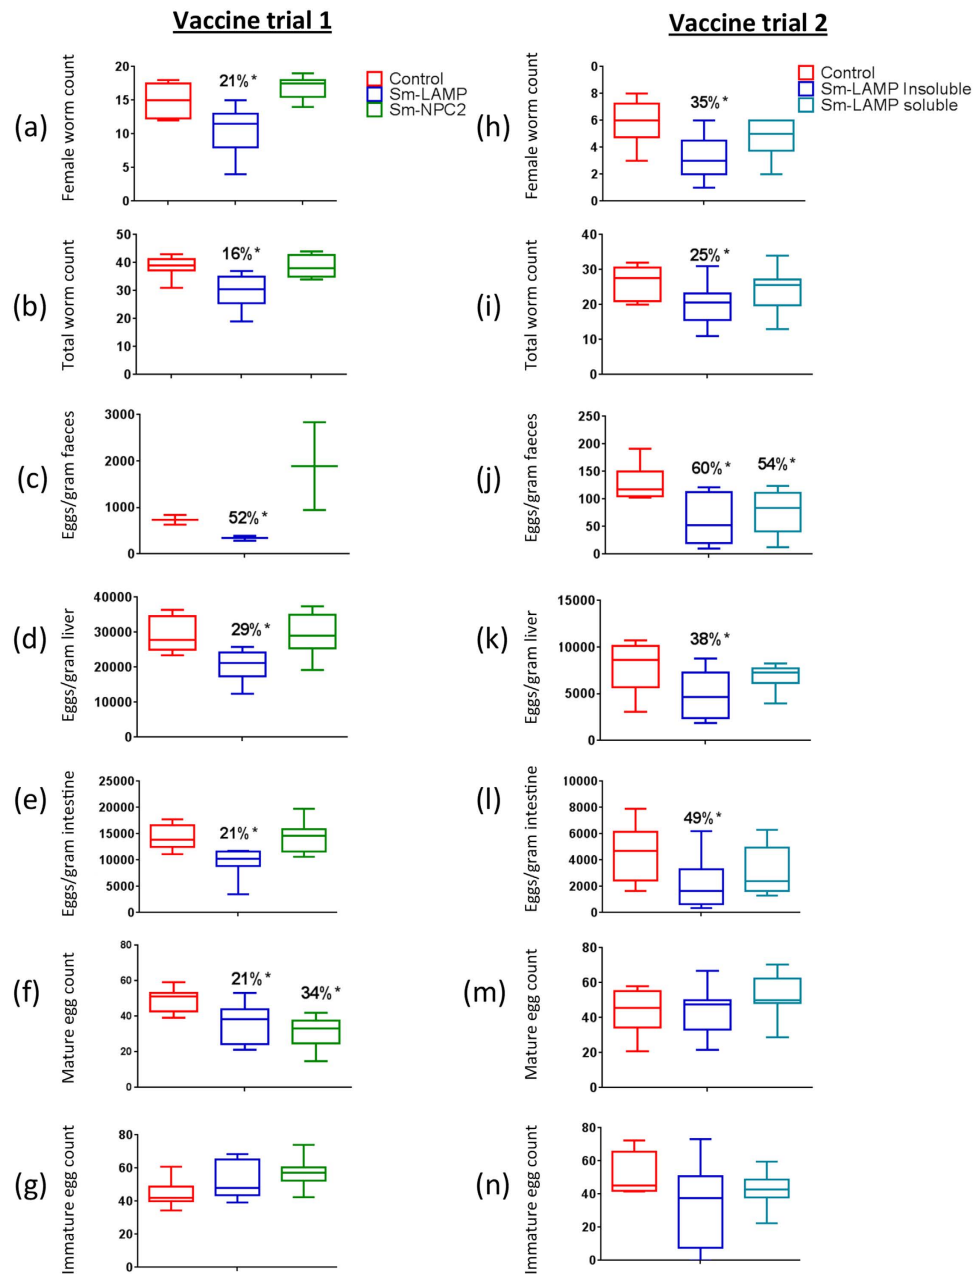 Vaccine trial 1
(a)
Female worm count
20
15
10
5
0
21% *
Control
Sm-LAMP
Sm-NPC2
(b)
Total worm count
50
40
30
20
10
0
16% *
(c)
Eggs/gram faeces
3000
2000
1000
0
52% *
(d)
Eggs/gram liver
40000
30000
20000
10000
0
29% *
(e)
Eggs/gram intestine
25000
20000
15000
10000
5000
0
21% *
(f)
Mature egg count
80
60
40
20
0
21% *
34% *
(g)
Immature egg count
80
60
40
20
0
Vaccine trial 2
(h)
Female worm count
0
8
6
4
2
0
35% *
Control
Sm-LAMP Insoluble
Sm-LAMP soluble
(i)
Total worm count
40
30
20
10
0
25% *
(j)
Eggs/gram faeces
250
200
150
100
50
0
60% *
54% *
(k)
Eggs/gram liver
15000
10000
5000
0
38% *
(l)
Eggs/gram intestine
10000
8000
6000
4000
2000
0
49% *
(m)
Mature egg count
80
60
40
20
0
(n)
Immature egg count
80
60
40
20
0